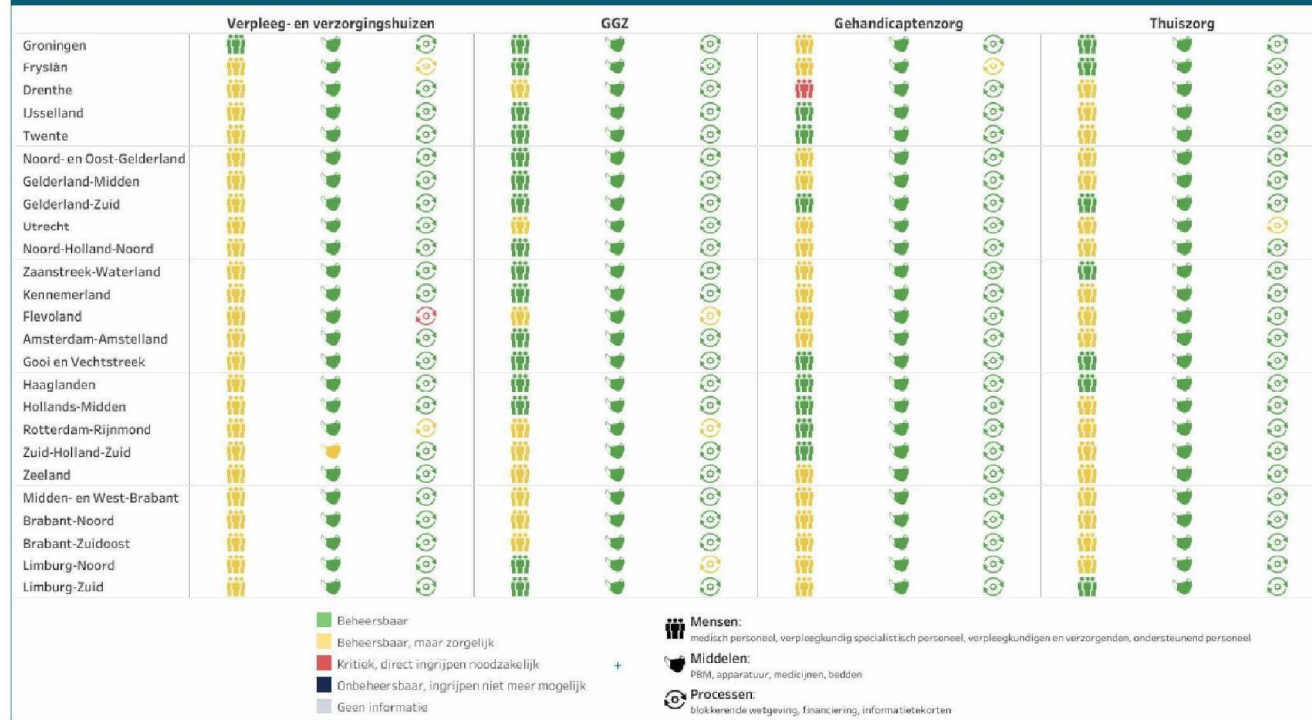 Verpleeg- en verzorgingshuizen GGZ Gehandicaptenzorg Thuiszorg
Groningen
Fryslân
Drenthe
IJsselland
Twente
Noord- en Oost-Gelderland
Gelderland-Midden
Gelderland-Zuid
Utrecht
Noord-Holland-Noord
Zaanstreek-Waterland
Kennemerland
Flevoland
Amsterdam-Amstelland
Gooi en Vechtstreek
Haaglanden
Hollands-Midden
Rotterdam-Rijnmond
Zuid-Holland-Zuid
Zeeland
Midden- en West-Brabant
Brabant-Noord
Brabant-Zuidoost
Limburg-Noord
Limburg-Zuid
Beheersbaar
Beheersbaar, maar zorgelijk
Kritiek, direct ingrijpen noodzakelijk +
Onbeheersbaar, ingrijpen niet meer mogelijk
Geen informatie
Mensen:
medisch personeel, verpleegkundig specialistisch personeel, verpleegkundigen en verzorgenden, ondersteunend personeel
Middelen:
PBM, apparatuur, medicijnen, bedden
Processen:
blokkerende wetgeving, financiering, informatietekorten